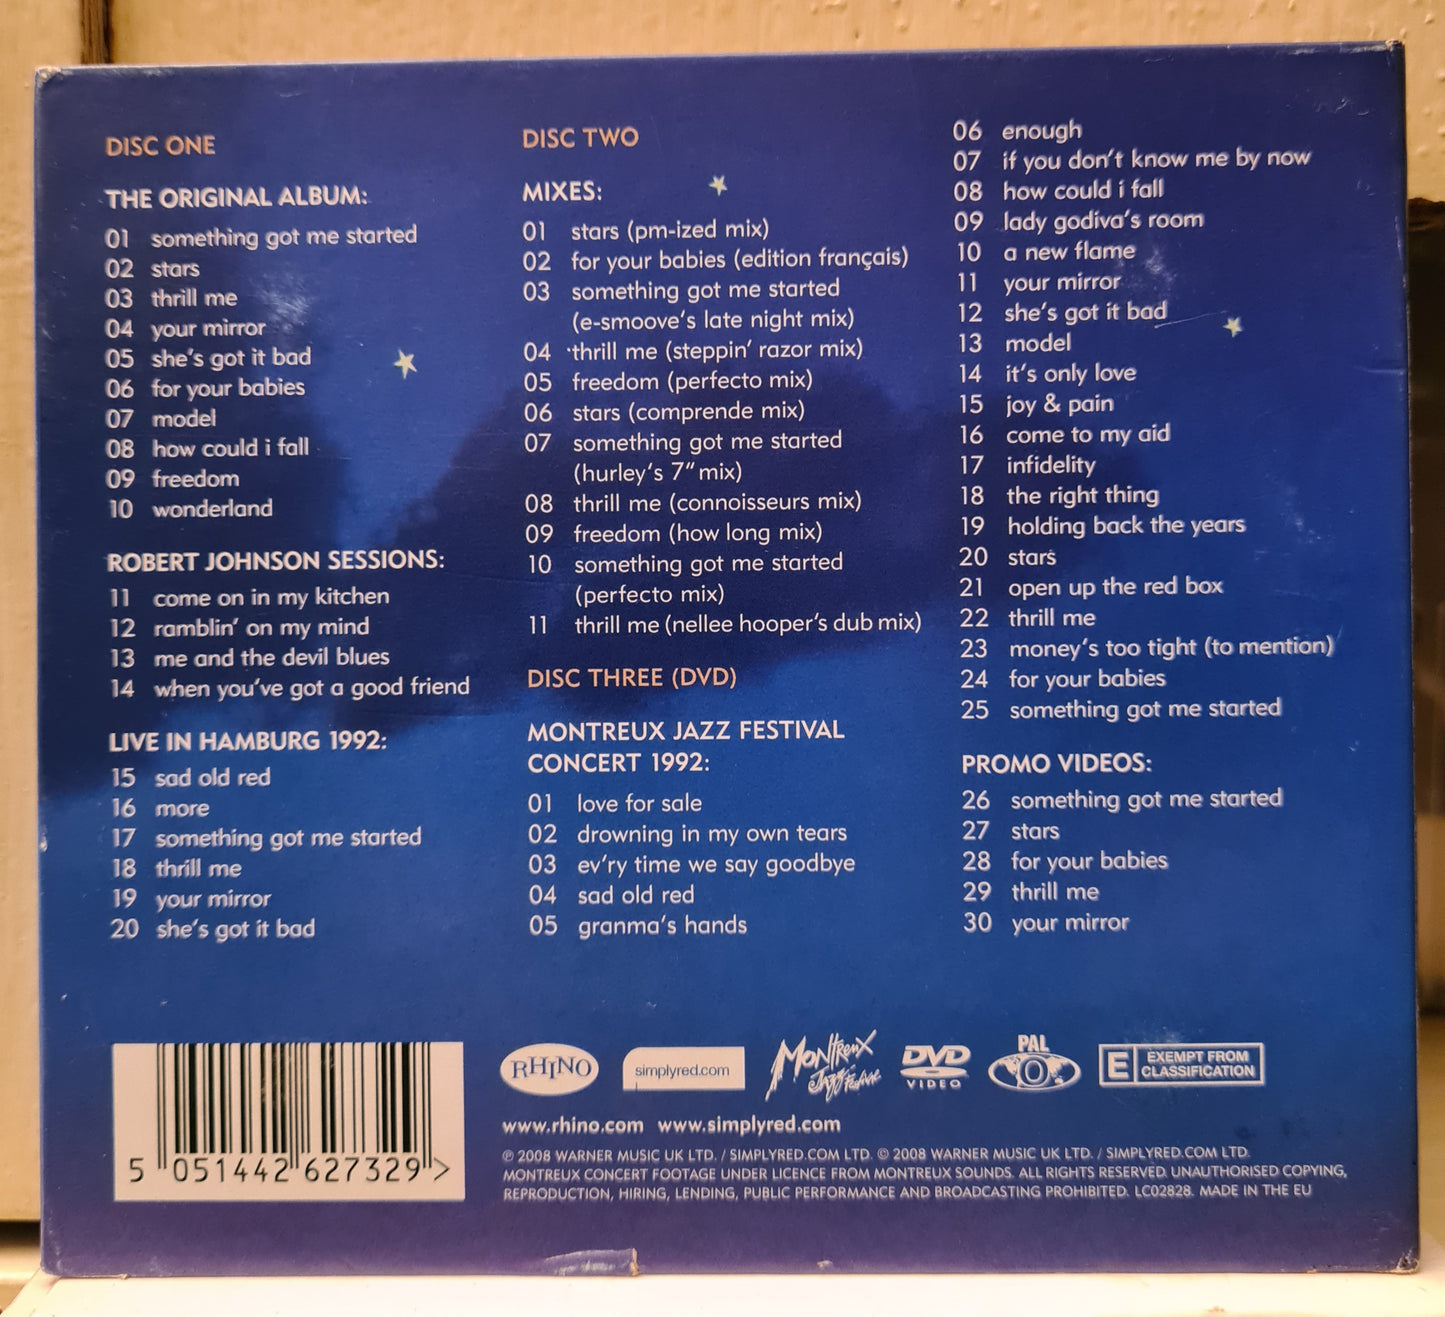 DISC ONE
THE ORIGINAL ALBUM:
01 something got me started
02 stars
03 thrill me
04 your mirror
05 she's got it bad
06 for your babies
07 model
08 how could i fall
09 freedom
10 wonderland
ROBERT JOHNSON SESSIONS:
11 come on in my kitchen
12 ramblin' on my mind
13 me and the devil blues
14 when you've got a good friend
LIVE IN HAMBURG 1992:
15 sad old red
16 more
17 something got me started
18 thrill me
19 your mirror
20 she's got it bad
DISC TWO
MIXES:
01 stars (pm-ized mix)
02 for your babies (edition français)
03 something got me started
(e-smoove's late night mix)
04 thrill me (steppin' razor mix)
05 freedom (perfecto mix)
06 stars (comprende mix)
07 something got me started
(hurley's 7" mix)
08 thrill me (connoisseurs mix)
09 freedom (how long mix)
10 something got me started
(perfecto mix)
11 thrill me (nellee hooper's dub mix)
DISC THREE (DVD)
MONTREUX JAZZ FESTIVAL
CONCERT 1992:
01 love for sale
02 drowning in my own tears
03 ev'ry time we say goodbye
04 sad old red
05 granma's hands
06 enough
07 if you don't know me by now
08 how could i fall
09 lady godiva's room
10 a new flame
11 your mirror
12 she's got it bad
13 model
14 it's only love
15 joy & pain
16 come to my aid
17 infidelity
18 the right thing
19 holding back the years
20 stars
21 open up the red box
22 thrill me
23 money's too tight (to mention)
24 for your babies
25 something got me started
PROMO VIDEOS:
26 something got me started
27 stars
28 for your babies
29 thrill me
30 your mirror
5 051442 627329 >
RHINO
simplyred.com
MONTREUX
Jazz Festival
DVD
VIDEO
PAL
0
E EXEMPT FROM
CLASSIFICATION
www.rhino.com www.simplyred.com
℗ 2008 WARNER MUSIC UK LTD. / SIMPLYRED.COM LTD. © 2008 WARNER MUSIC UK LTD. / SIMPLYRED.COM LTD.
MONTREUX CONCERT FOOTAGE UNDER LICENCE FROM MONTREUX SOUNDS. ALL RIGHTS RESERVED. UNAUTHORISED COPYING,
REPRODUCTION, HIRING, LENDING, PUBLIC PERFORMANCE AND BROADCASTING PROHIBITED. LC02828. MADE IN THE EU